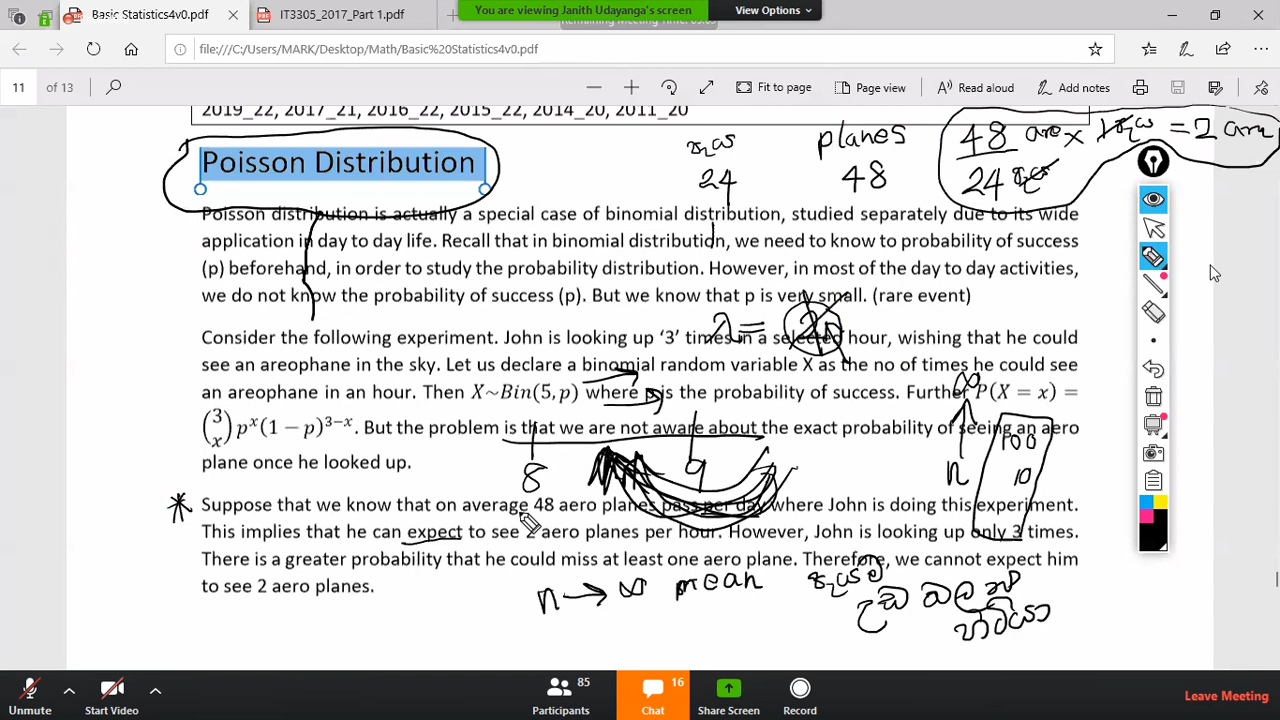 Basic Statistics4v0.pdf
IT3305_2017_Part 1.pdf
You are viewing Janith Udayanga's screen
View Options
file:///C:/Users/MARK/Desktop/Math/Basic%20Statistics4v0.pdf
11 of 13
Fit to page
Read aloud
Add notes
2019_22, 2017_21, 2016_22, 2015_22, 2014_20, 2011_20
planes
24
48
48
24
= 2
Poisson Distribution
Poisson distribution is actually a special case of binomial distribution, studied separately due to its wide
application in day to day life. Recall that in binomial distribution, we need to know to probability of success
(p) beforehand, in order to study the probability distribution. However, in most of the day to day activities,
we do not know the probability of success (p). But we know that p is very small. (rare event)
λ =
Consider the following experiment. John is looking up ‘3’ times in a selected hour, wishing that he could
see an areophane in the sky. Let us declare a binomial random variable X as the no of times he could see
an areophane in an hour. Then X~Bin(5, p) where p is the probability of success. Further P(X = x) =
(3 x) pˣ(1 − p)³⁻ˣ. But the problem is that we are not aware about the exact probability of seeing an aero
plane once he looked up.
8
9
∞
n
100
10
Suppose that we know that on average 48 aero planes pass per day where John is doing this experiment.
This implies that he can expect to see 2 aero planes per hour. However, John is looking up only 3 times.
There is a greater probability that he could miss at least one aero plane. Therefore, we cannot expect him
to see 2 aero planes.
n → ∞ mean
Unmute
Start Video
85
Participants
16
Chat
Share Screen
Record
Leave Meeting